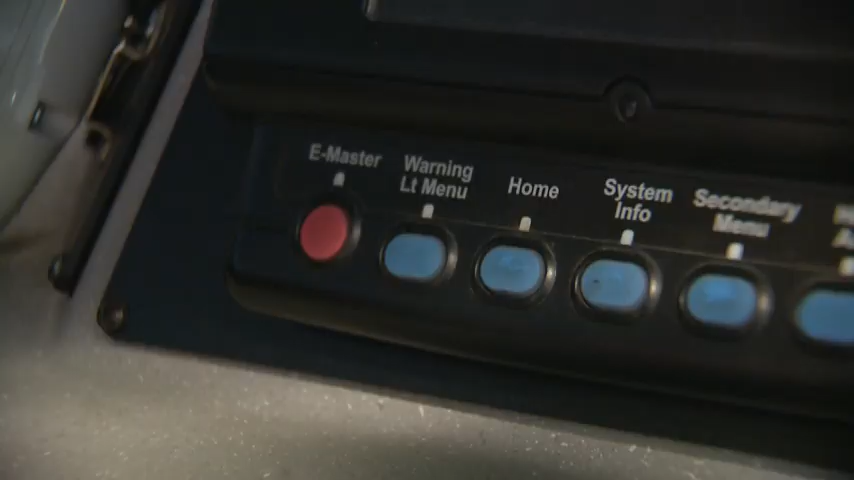 E-Master
Warning
Lt Menu
Home
System
Info
Secondary
Menu